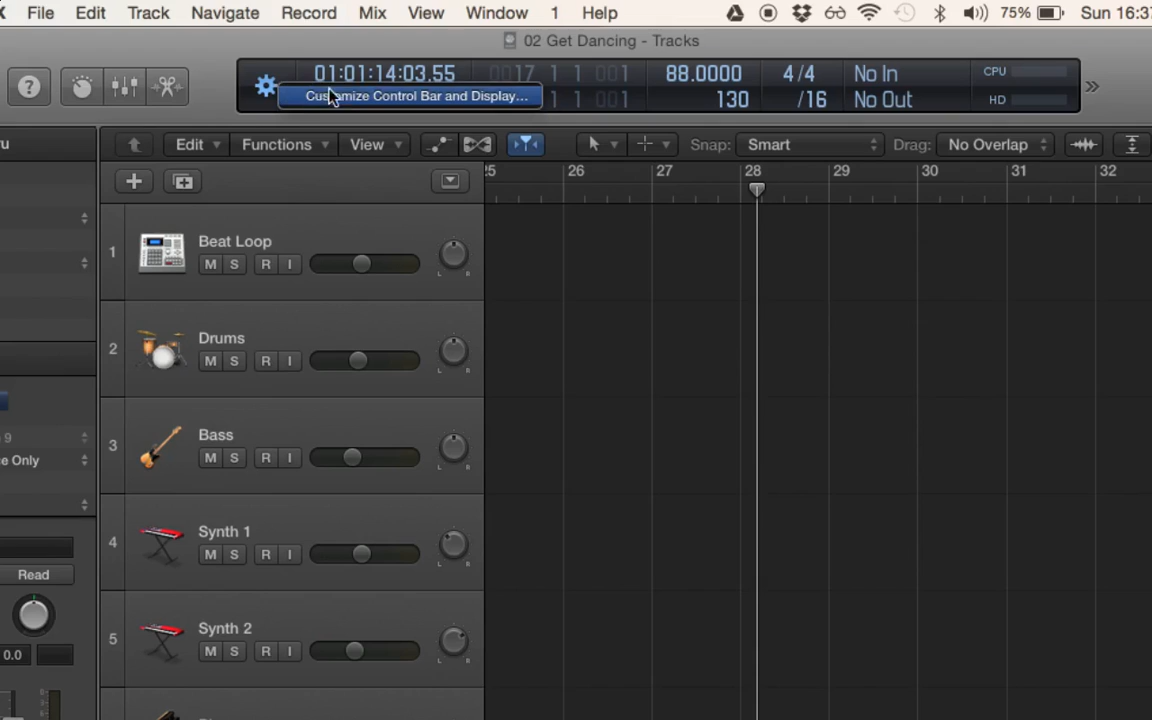 File Edit Track Navigate Record Mix View Window 1 Help 75% Sun 16:37
02 Get Dancing - Tracks
01:01:14:03.55 0017 1 1 001 88.0000 4/4 No In CPU
Customize Control Bar and Display... 1 1 001 130 /16 No Out HD
Edit Functions View Snap: Smart Drag: No Overlap
25 26 27 28 29 30 31 32
1 Beat Loop
M S R I L R
2 Drums
M S R I L R
3 Bass
M S R I L R
9
e Only
4 Synth 1
M S R I L R
Read
5 Synth 2
M S R I L R
0.0